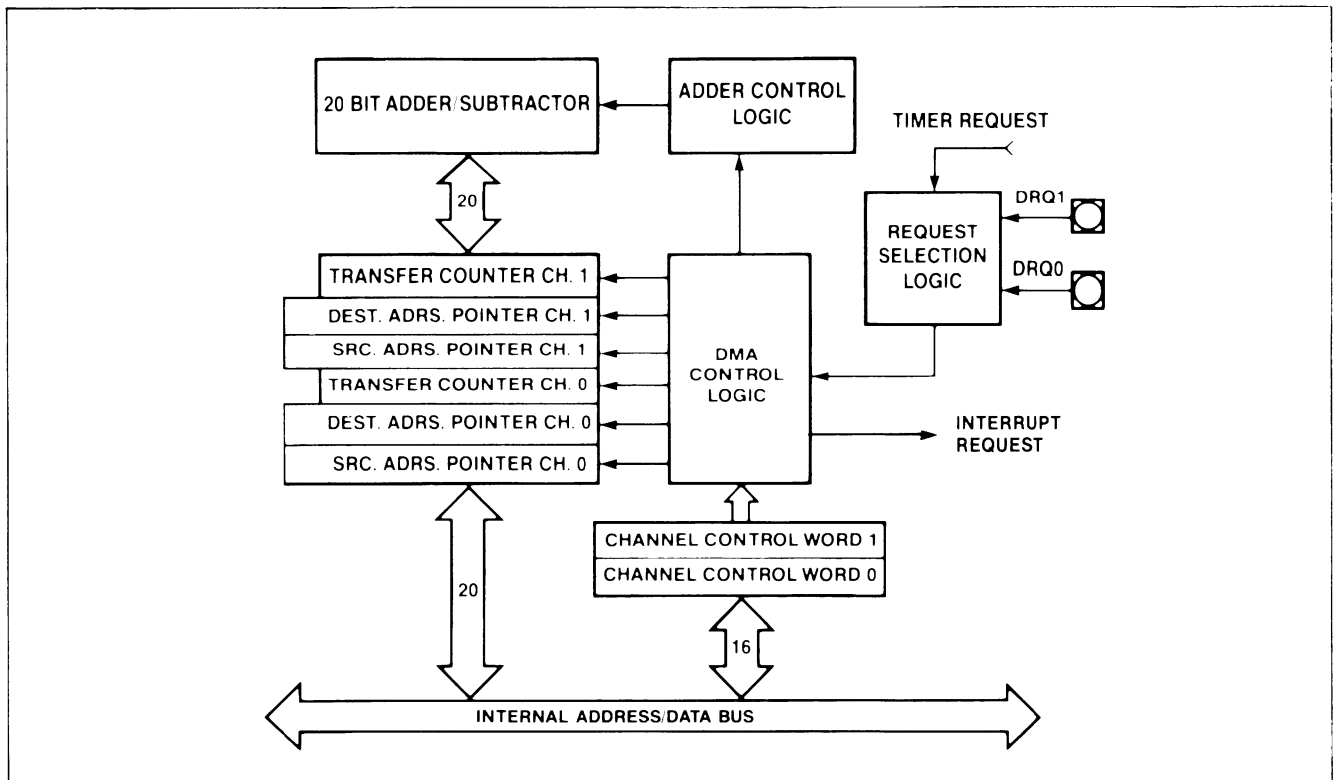 20 BIT ADDER/SUBTRACTOR
ADDER CONTROL
LOGIC
TIMER REQUEST
20
DRQ1
REQUEST
SELECTION
LOGIC
DRQ0
TRANSFER COUNTER CH. 1
DEST. ADRS. POINTER CH. 1
SRC. ADRS. POINTER CH. 1
TRANSFER COUNTER CH. 0
DEST. ADRS. POINTER CH. 0
SRC. ADRS. POINTER CH. 0
DMA
CONTROL
LOGIC
INTERRUPT
REQUEST
CHANNEL CONTROL WORD 1
CHANNEL CONTROL WORD 0
20
16
INTERNAL ADDRESS/DATA BUS